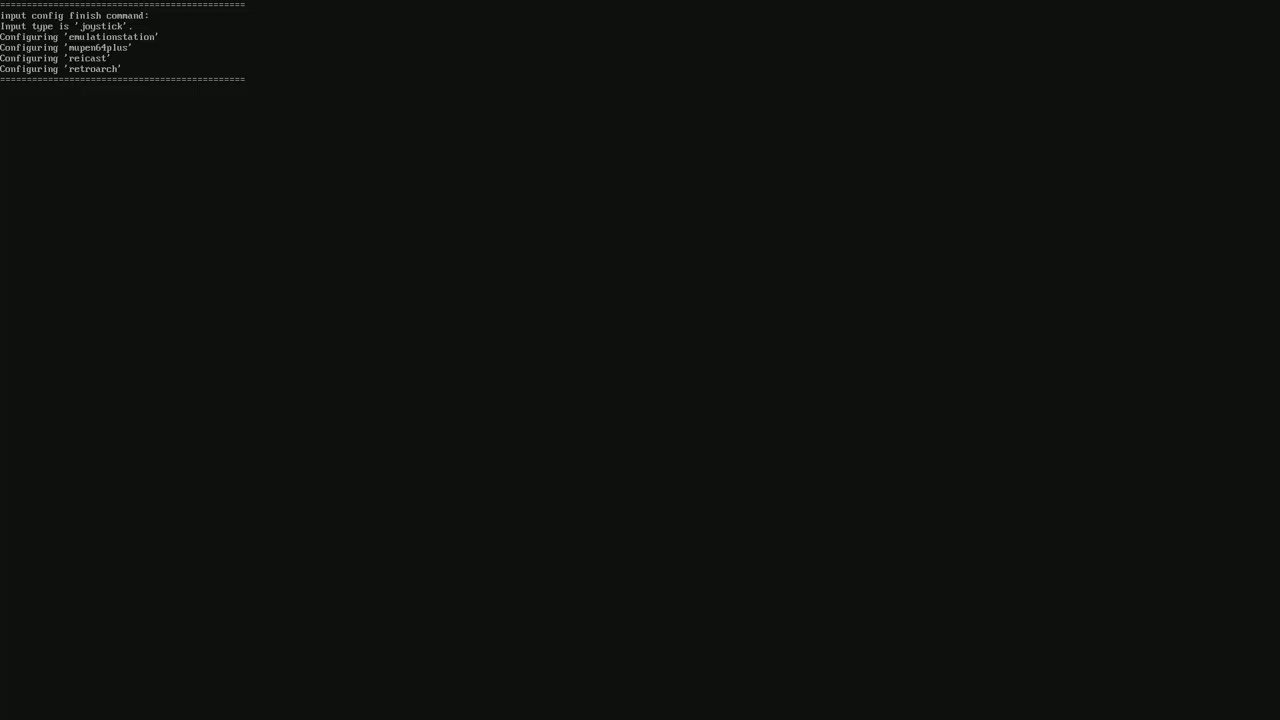 ==============================================
input config finish command:
Input type is 'joystick'.
Configuring 'emulationstation'
Configuring 'mupen64plus'
Configuring 'reicast'
Configuring 'retroarch'
==============================================